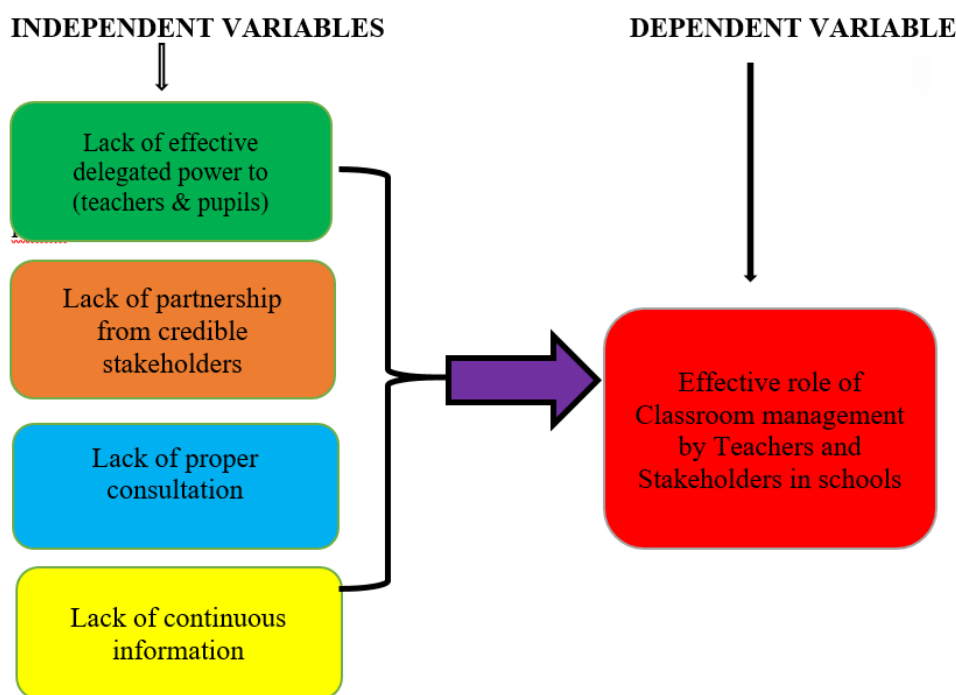 INDEPENDENT VARIABLES
DEPENDENT VARIABLE
Lack of effective
delegated power to
(teachers & pupils)
Lack of partnership
from credible
stakeholders
Lack of proper
consultation
Lack of continuous
information
Effective role of
Classroom management
by Teachers and
Stakeholders in schools